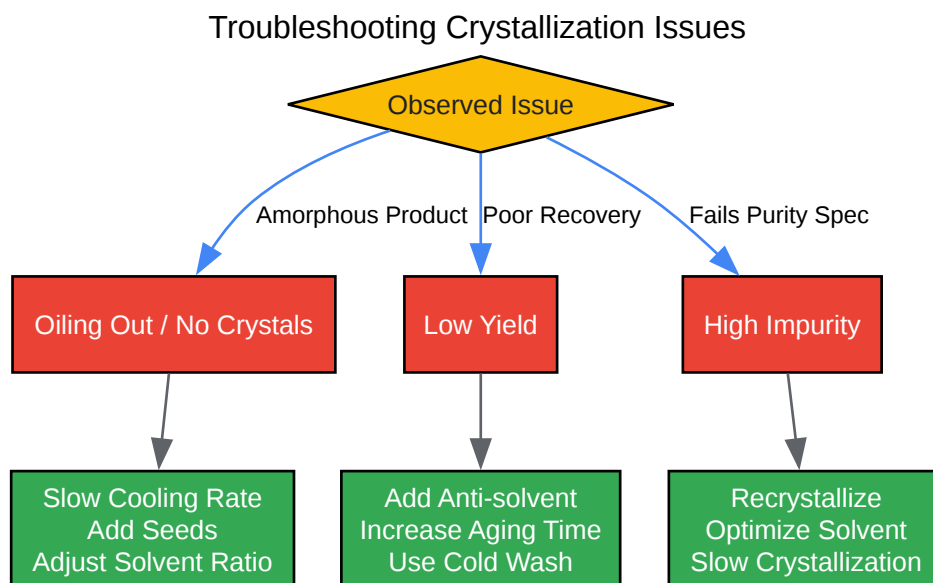 Troubleshooting Crystallization Issues
Observed Issue
Amorphous Product
Poor Recovery
Fails Purity Spec
Oiling Out / No Crystals
Low Yield
High Impurity
Slow Cooling Rate
Add Seeds
Adjust Solvent Ratio
Add Anti-solvent
Increase Aging Time
Use Cold Wash
Recrystallize
Optimize Solvent
Slow Crystallization